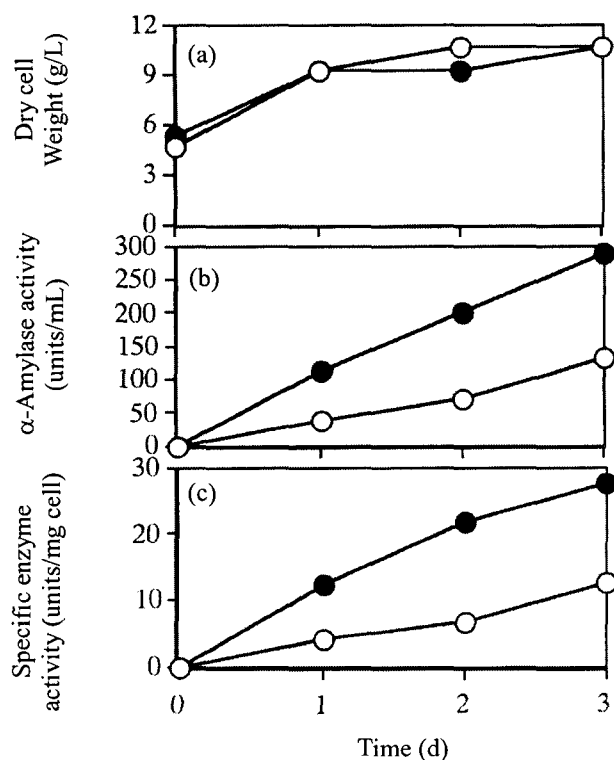 Dry cell
Weight (g/L)
12
9
6
3
0
(a)
α-Amylase activity
(units/mL)
300
250
200
150
100
50
0
(b)
Specific enzyme
activity (units/mg cell)
30
20
10
0
(c)
0
1
2
3
Time (d)